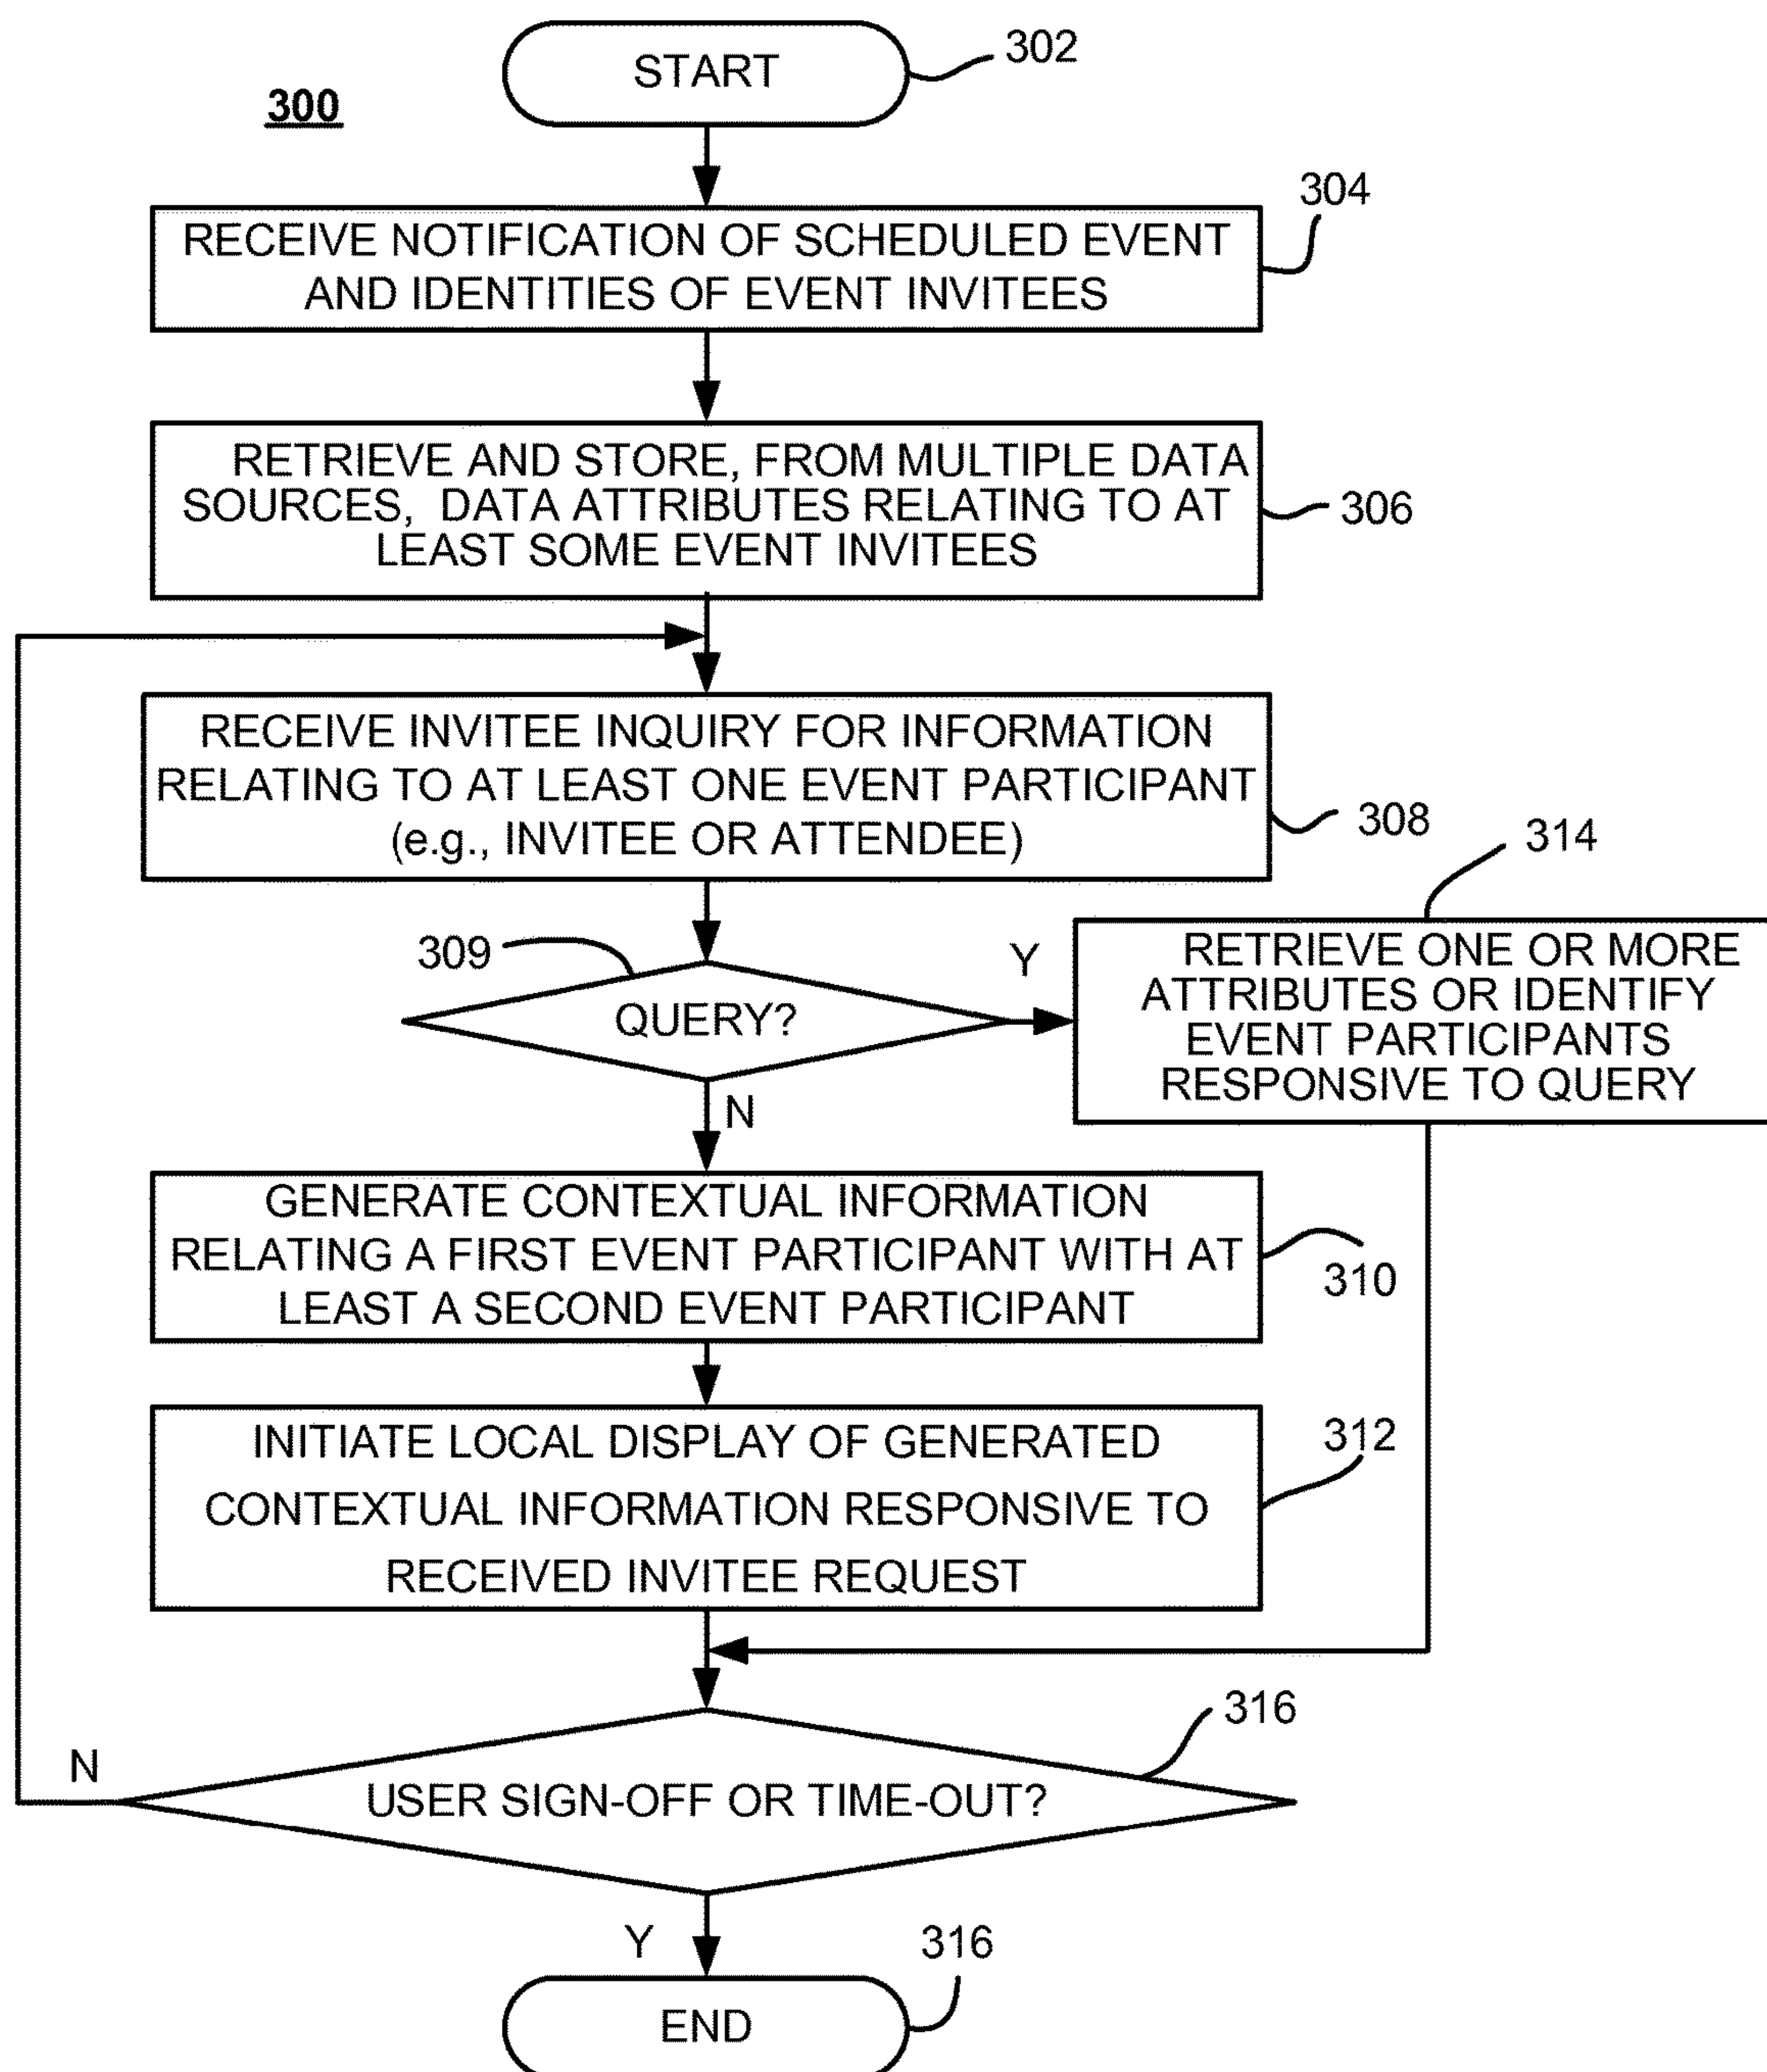 300
START
302
RECEIVE NOTIFICATION OF SCHEDULED EVENT
AND IDENTITIES OF EVENT INVITEES
304
RETRIEVE AND STORE, FROM MULTIPLE DATA
SOURCES, DATA ATTRIBUTES RELATING TO AT
LEAST SOME EVENT INVITEES
306
RECEIVE INVITEE INQUIRY FOR INFORMATION
RELATING TO AT LEAST ONE EVENT PARTICIPANT
(e.g., INVITEE OR ATTENDEE)
308
309
QUERY?
Y
N
314
RETRIEVE ONE OR MORE
ATTRIBUTES OR IDENTIFY
EVENT PARTICIPANTS
RESPONSIVE TO QUERY
GENERATE CONTEXTUAL INFORMATION
RELATING A FIRST EVENT PARTICIPANT WITH AT
LEAST A SECOND EVENT PARTICIPANT
310
INITIATE LOCAL DISPLAY OF GENERATED
CONTEXTUAL INFORMATION RESPONSIVE TO
RECEIVED INVITEE REQUEST
312
316
N
USER SIGN-OFF OR TIME-OUT?
Y
316
END